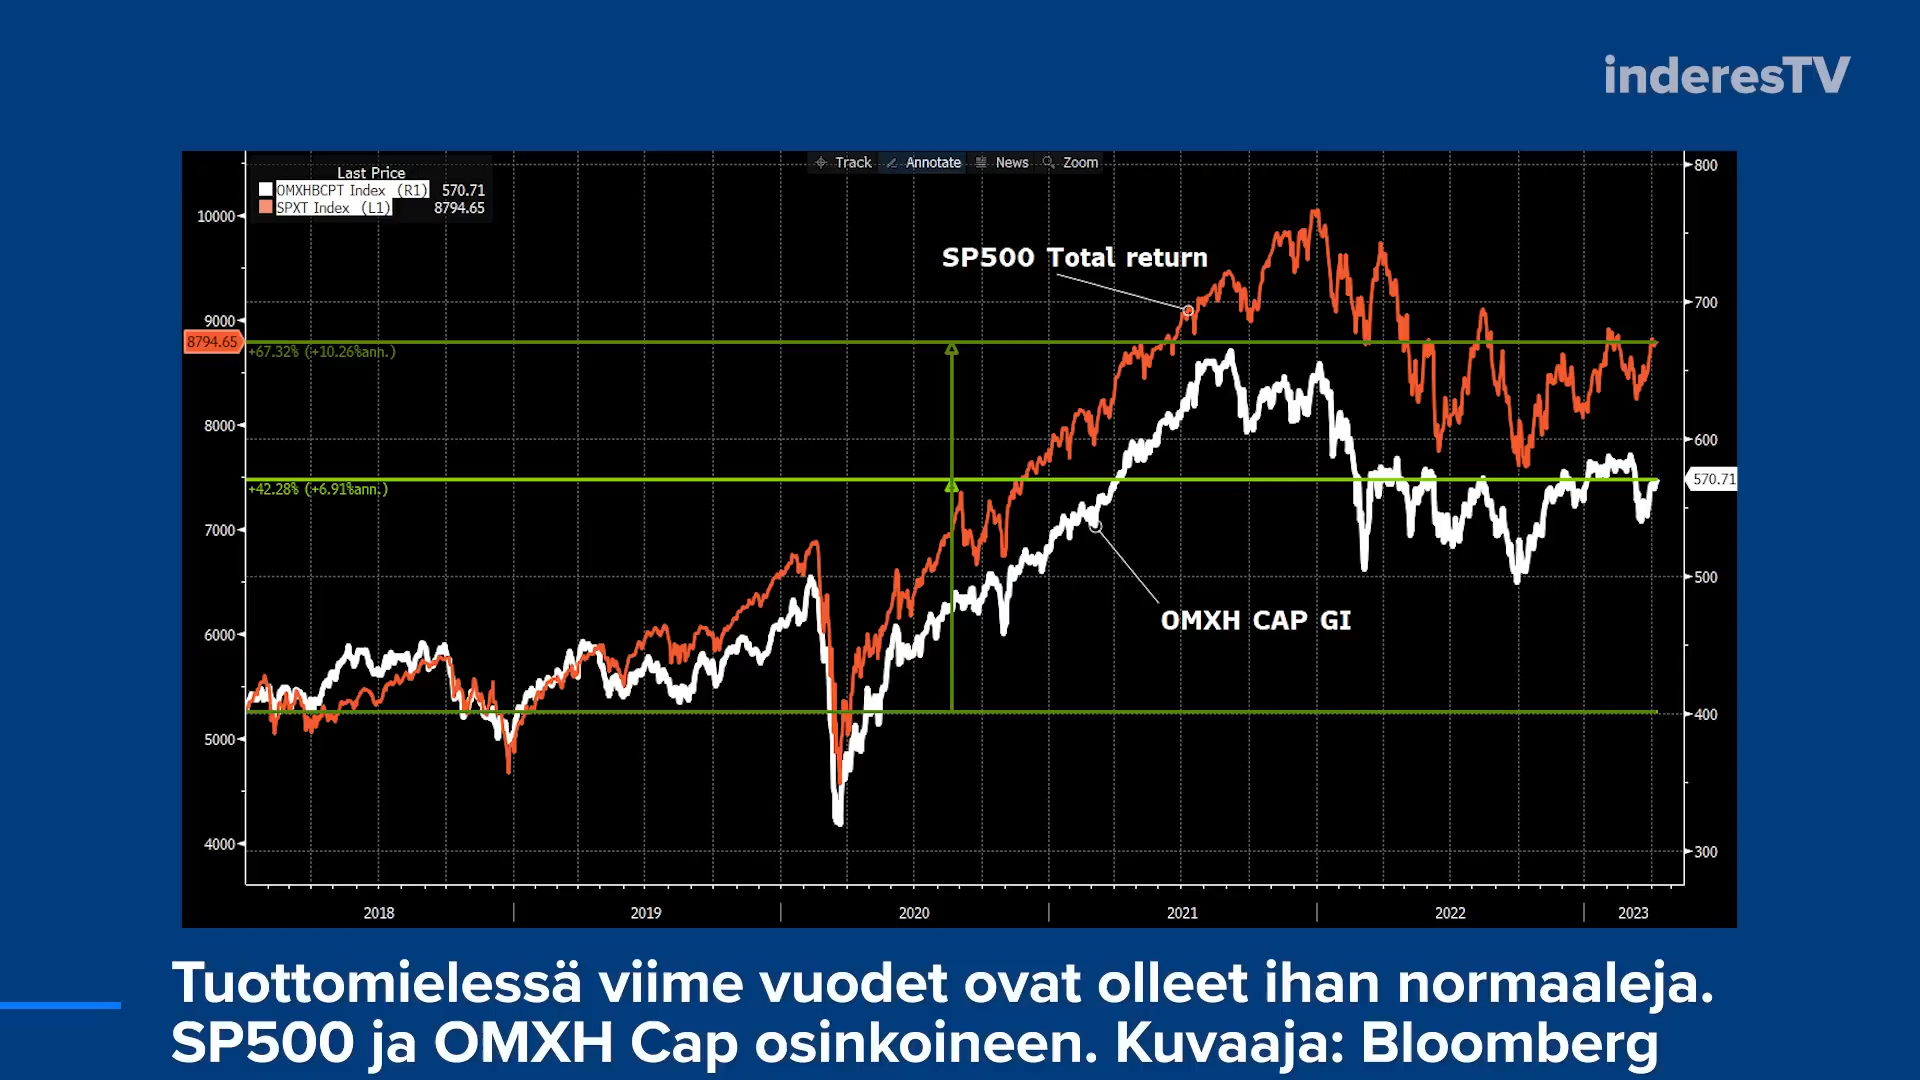 inderesTV
Track Annotate News Zoom
Last Price
OMXHBCPT Index (R1) 570.71
SPXT Index (L1) 8794.65
10000
9000
8794.65
8000
7000
6000
5000
4000
800
700
600
570.71
500
400
300
SP500 Total return
+67.32% (+10.26%anh.)
+42.28% (+6.91%ann.)
OMXH CAP GI
2018 2019 2020 2021 2022 2023
Tuottomielessä viime vuodet ovat olleet ihan normaaleja.
SP500 ja OMXH Cap osinkoineen. Kuvaaja: Bloomberg